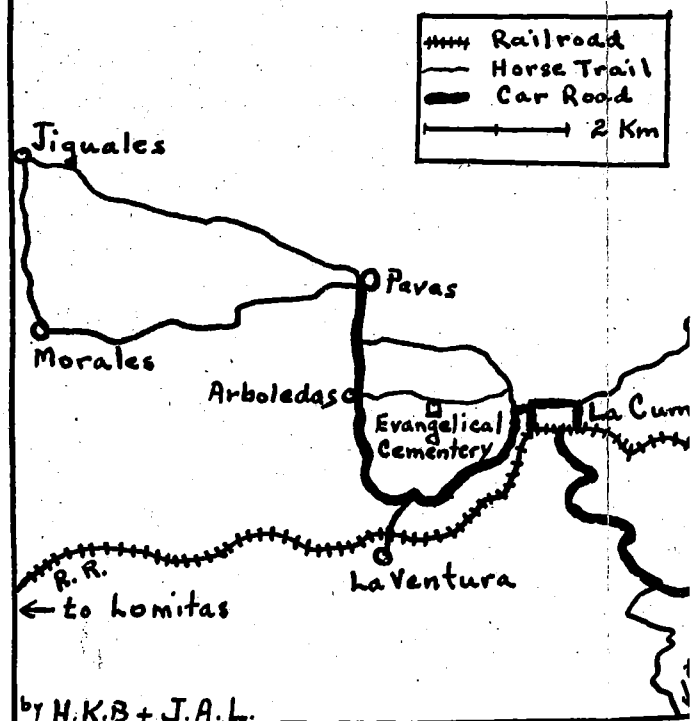 Railroad
Horse Trail
Car Road
2 Km
Jiguales
Pavas
Morales
Arboledas
La Cum
Evangelical
Cementery
R. R.
La Ventura
← to Lomitas
by H.K.B + J.A.L.